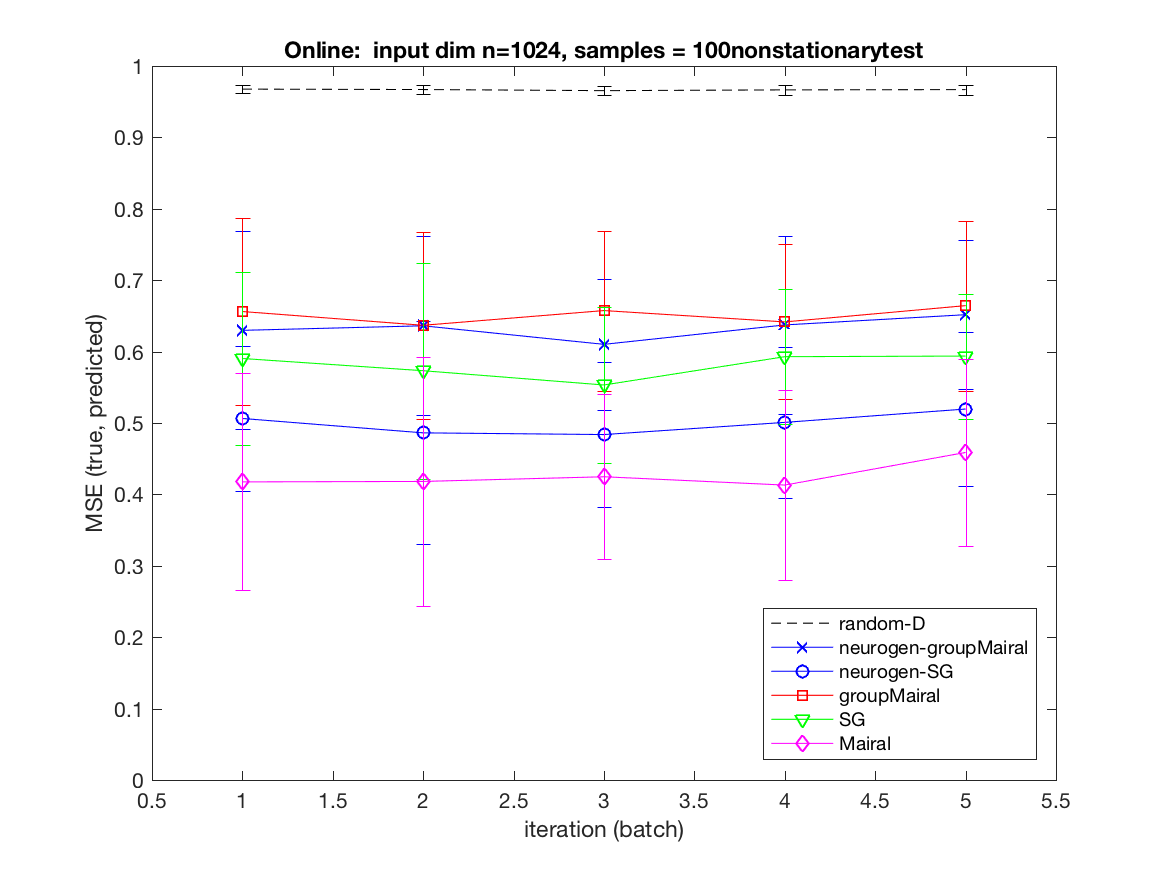 Online:  input dim n=1024, samples = 100nonstationarytest
MSE (true, predicted)
1
0.9
0.8
0.7
0.6
0.5
0.4
0.3
0.2
0.1
0
random-D
neurogen-groupMairal
neurogen-SG
groupMairal
SG
Mairal
0.5 1 1.5 2 2.5 3 3.5 4 4.5 5 5.5
iteration (batch)